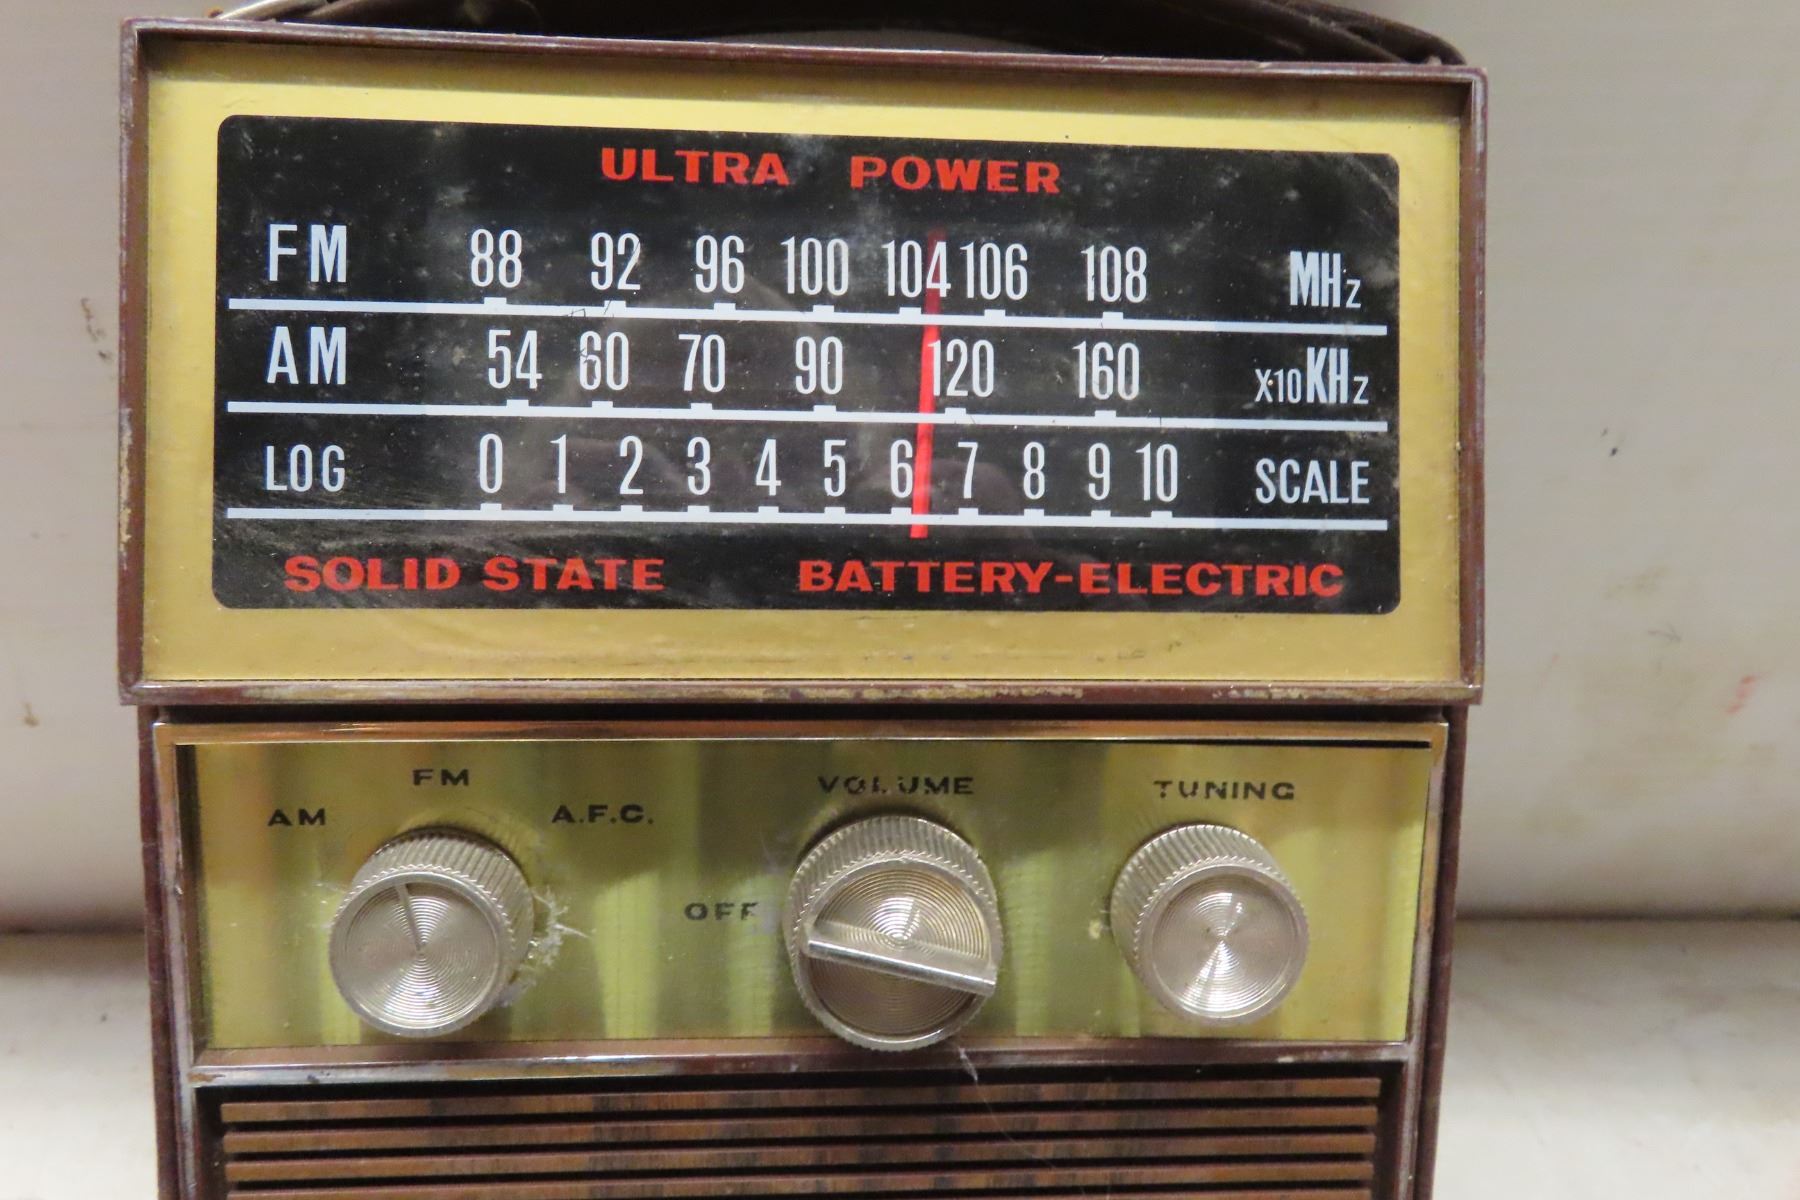 ULTRA POWER
FM 88 92 96 100 104 106 108 MHz
AM 54 60 70 90 120 160 X10KHz
LOG 0 1 2 3 4 5 6 7 8 9 10 SCALE
SOLID STATE BATTERY-ELECTRIC
AM FM A.F.C. VOLUME TUNING
OFF